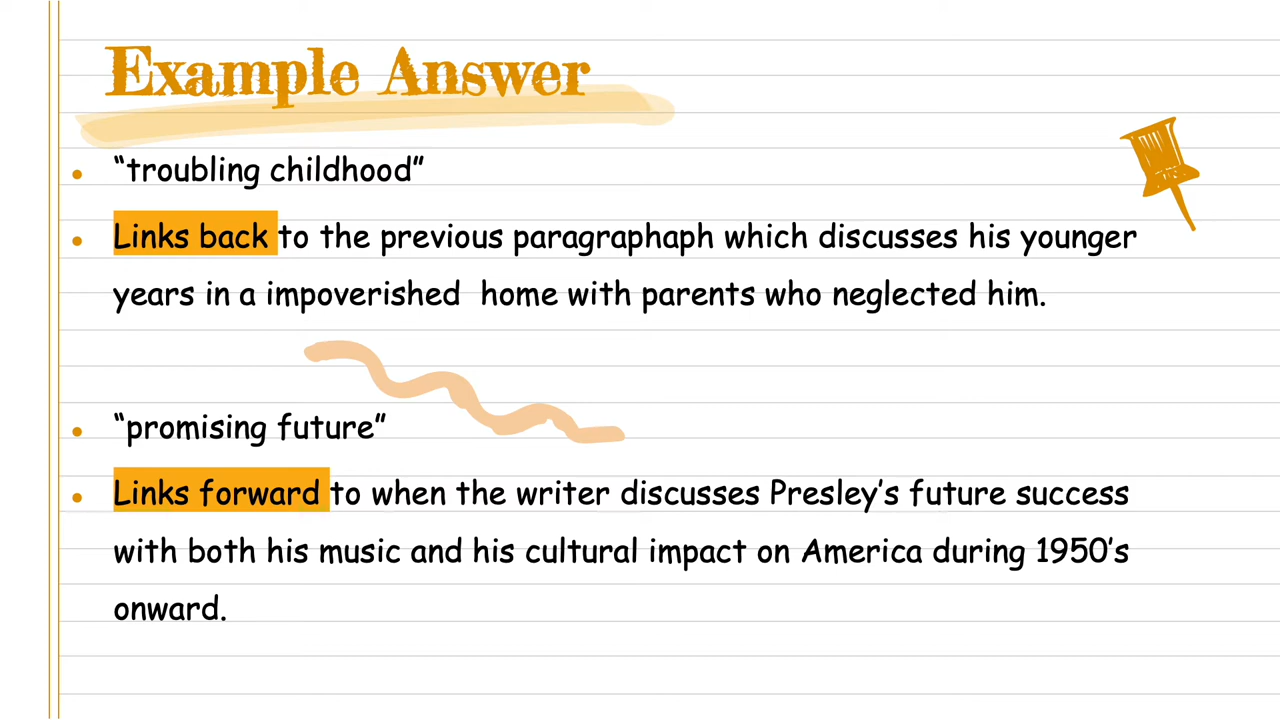 Example Answer
“troubling childhood”
Links back to the previous paragraphaph which discusses his younger
years in a impoverished home with parents who neglected him.
“promising future”
Links forward to when the writer discusses Presley’s future success
with both his music and his cultural impact on America during 1950’s
onward.